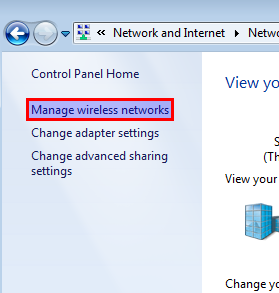 « Network and Internet ▸ Netwo
Control Panel Home
View yo
Manage wireless networks
Change adapter settings
S
(Th
Change advanced sharing
settings
View your
Change yo